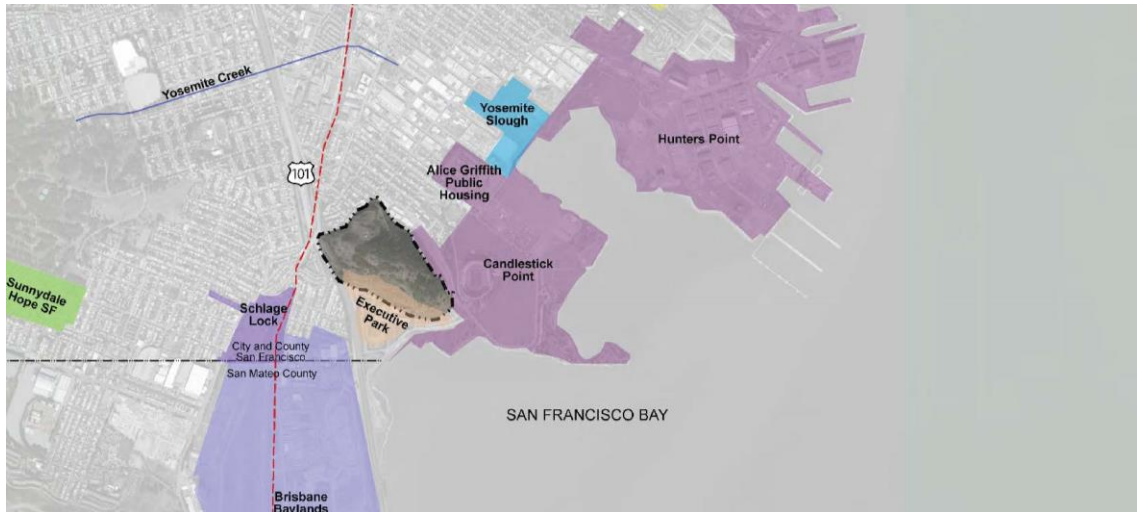 Yosemite Creek
101
Yosemite
Slough
Hunters Point
Alice Griffith
Public
Housing
Candlestick
Point
Sunnydale
Hope SF
Executive
Park
Schlage
Lock
City and County
San Francisco
San Mateo County
SAN FRANCISCO BAY
Brisbane
Baylands